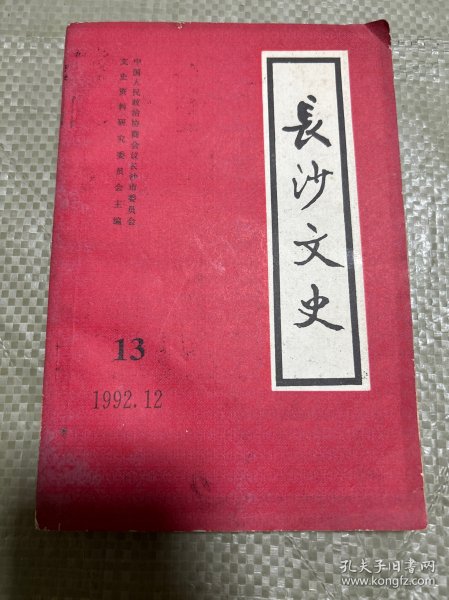 長沙文史
中国人民政治协商会议长沙市委员会
文史资料研究委员会主编
13
1992.12
孔夫子旧书网
www.kongfz.com